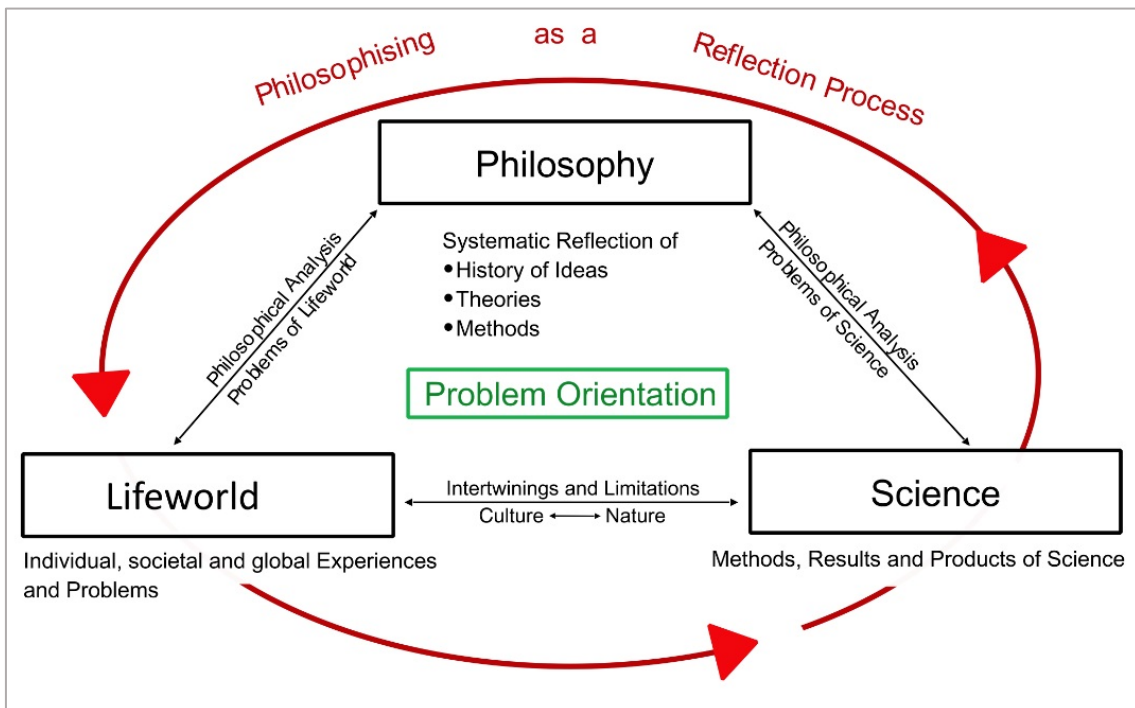 Philosophising as a Reflection Process
Philosophy
Systematic Reflection of
•History of Ideas
•Theories
•Methods
Philosophical Analysis
Problems of Lifeworld
Philosophical Analysis
Problems of Science
Problem Orientation
Lifeworld
Intertwinings and Limitations
Culture ⟷ Nature
Science
Individual, societal and global Experiences
and Problems
Methods, Results and Products of Science